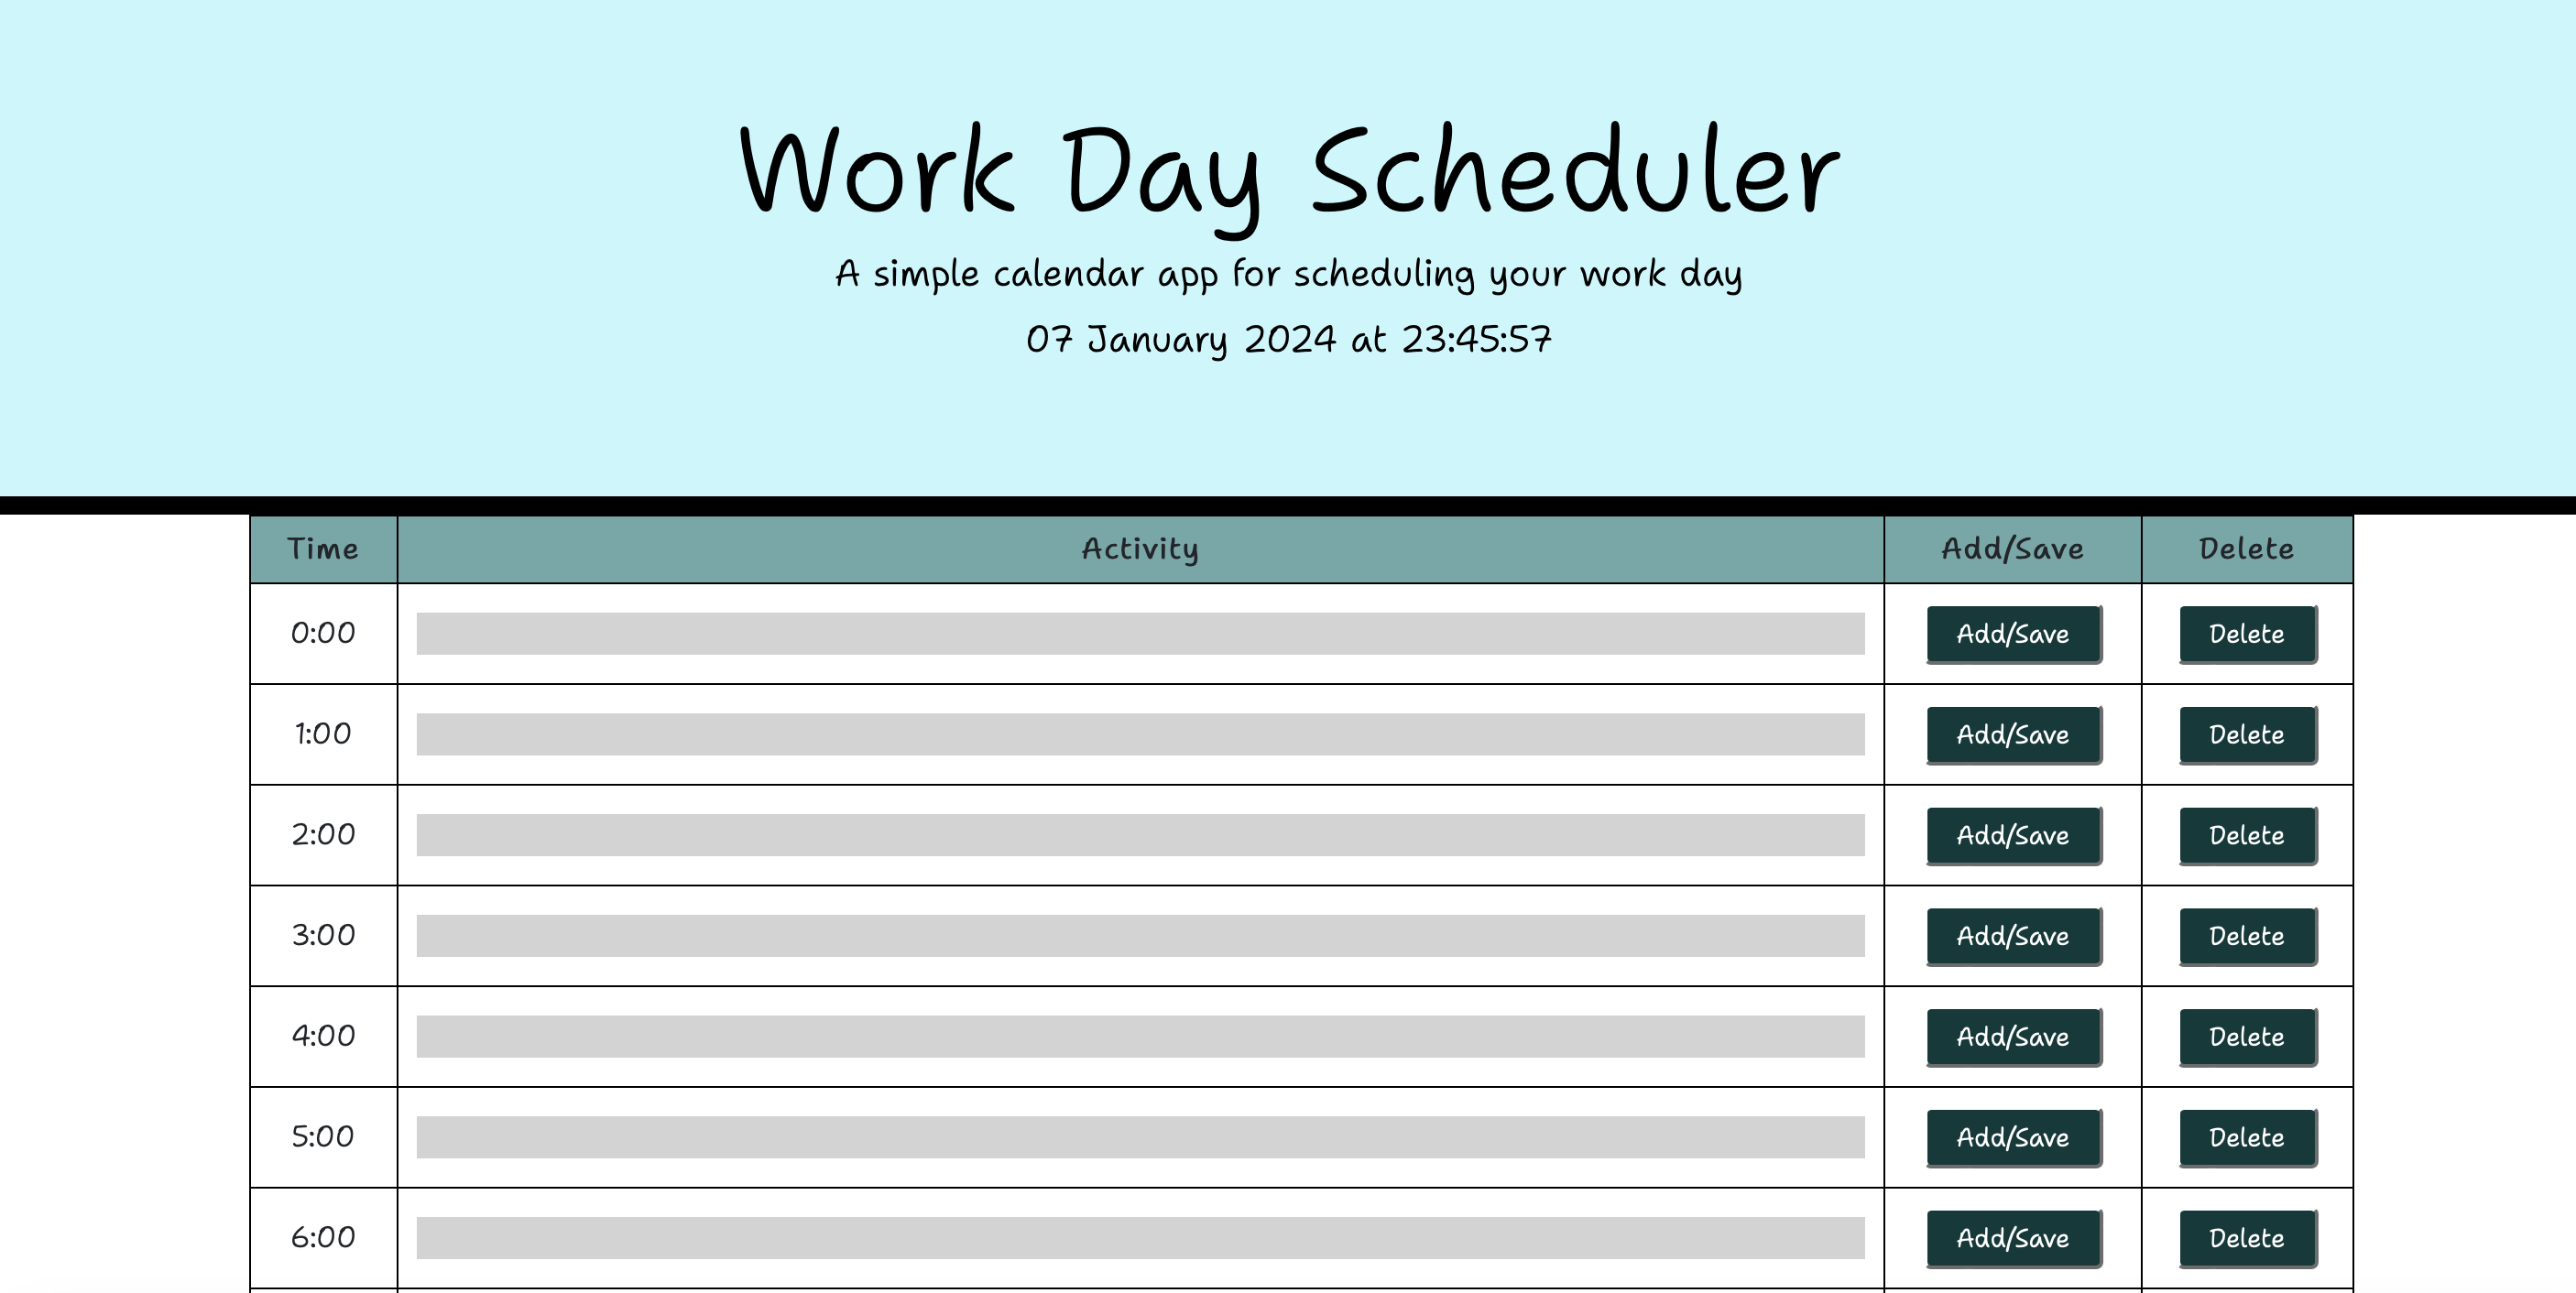 Work Day Scheduler
A simple calendar app for scheduling your work day
07 January 2024 at 23:45:57
Time Activity Add/Save Delete
0:00 Add/Save Delete
1:00 Add/Save Delete
2:00 Add/Save Delete
3:00 Add/Save Delete
4:00 Add/Save Delete
5:00 Add/Save Delete
6:00 Add/Save Delete